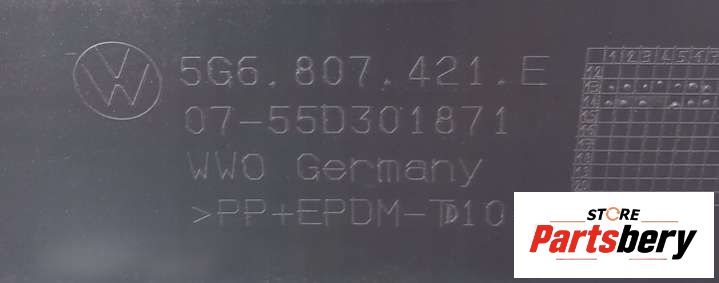 5G6.807.421.E
07-55D301871
WWO Germany
>PP+EPDM-TD10
STORE
Partsbery